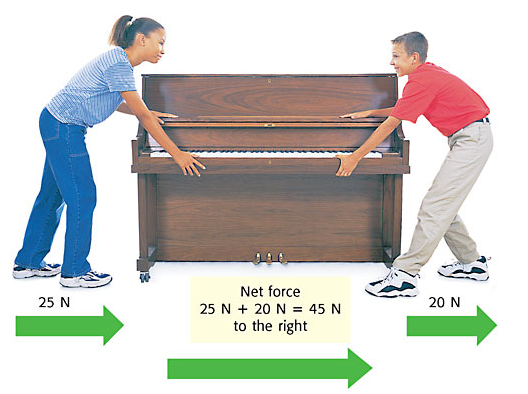 25 N
Net force
25 N + 20 N = 45 N
to the right
20 N